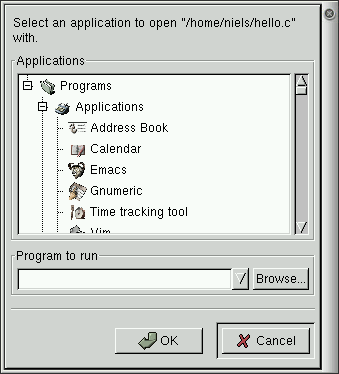 Select an application to open "/home/niels/hello.c"
with.
Applications
Programs
Applications
Address Book
Calendar
Emacs
Gnumeric
Time tracking tool
Vim
Program to run
Browse...
OK
Cancel